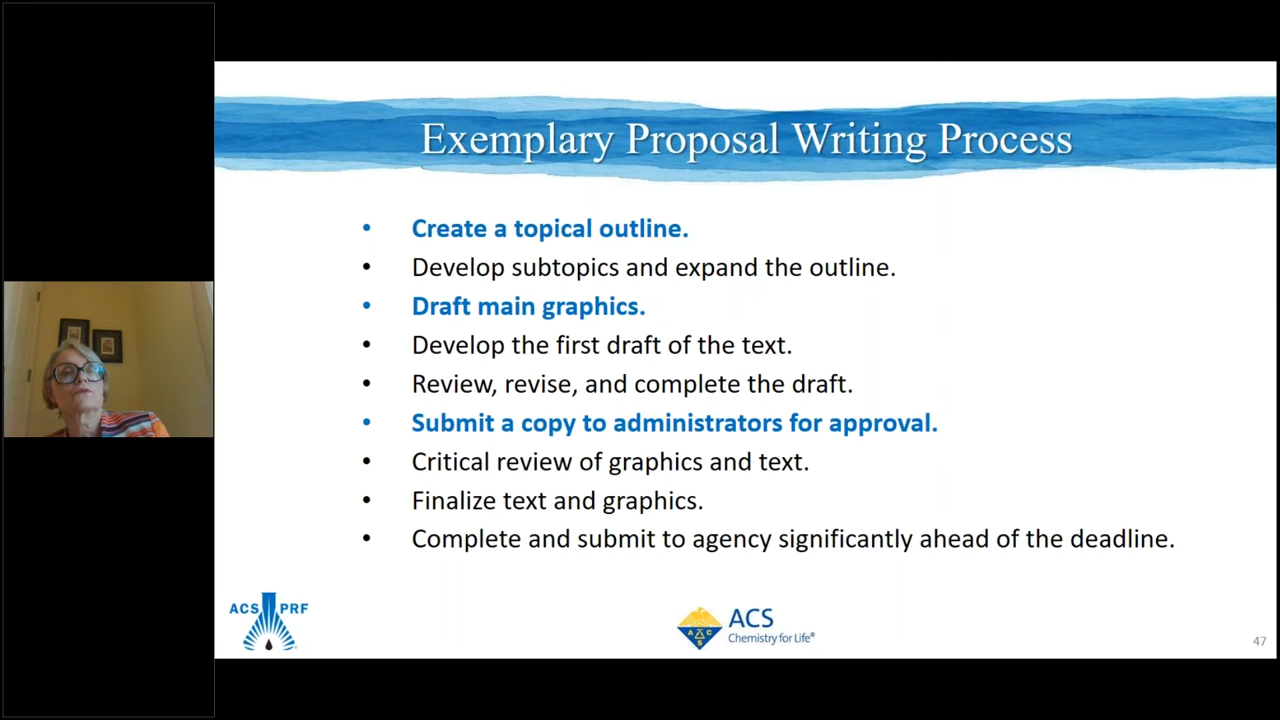 Exemplary Proposal Writing Process
• Create a topical outline.
• Develop subtopics and expand the outline.
• Draft main graphics.
• Develop the first draft of the text.
• Review, revise, and complete the draft.
• Submit a copy to administrators for approval.
• Critical review of graphics and text.
• Finalize text and graphics.
• Complete and submit to agency significantly ahead of the deadline.
ACS PRF
A C S
ACS
Chemistry for Life®
47